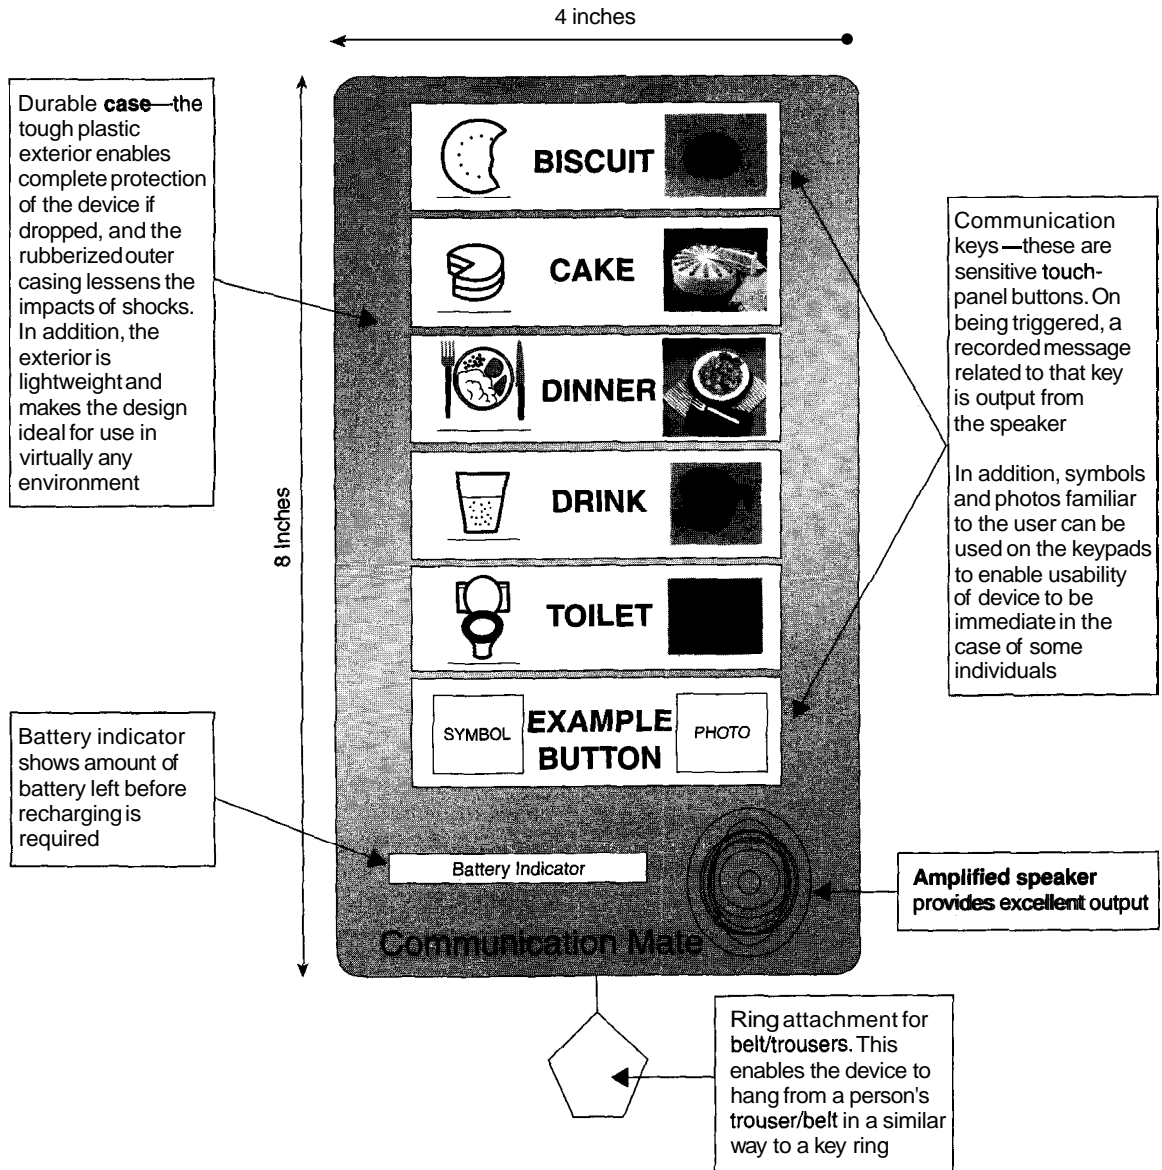 4 inches
Durable case—the
tough plastic
exterior enables
complete protection
of the device if
dropped, and the
rubberized outer
casing lessens the
impacts of shocks.
In addition, the
exterior is
lightweight and
makes the design
ideal for use in
virtually any
environment
8 Inches
BISCUIT
CAKE
DINNER
DRINK
TOILET
SYMBOL
EXAMPLE
BUTTON
PHOTO
Communication
keys—these are
sensitive touch-
panel buttons. On
being triggered, a
recorded message
related to that key
is output from
the speaker
In addition, symbols
and photos familiar
to the user can be
used on the keypads
to enable usability
of device to be
immediate in the
case of some
individuals
Battery indicator
shows amount of
battery left before
recharging is
required
Battery Indicator
Amplified speaker
provides excellent output
Communication Mate
Ring attachment for
belt/trousers. This
enables the device to
hang from a person's
trouser/belt in a similar
way to a key ring